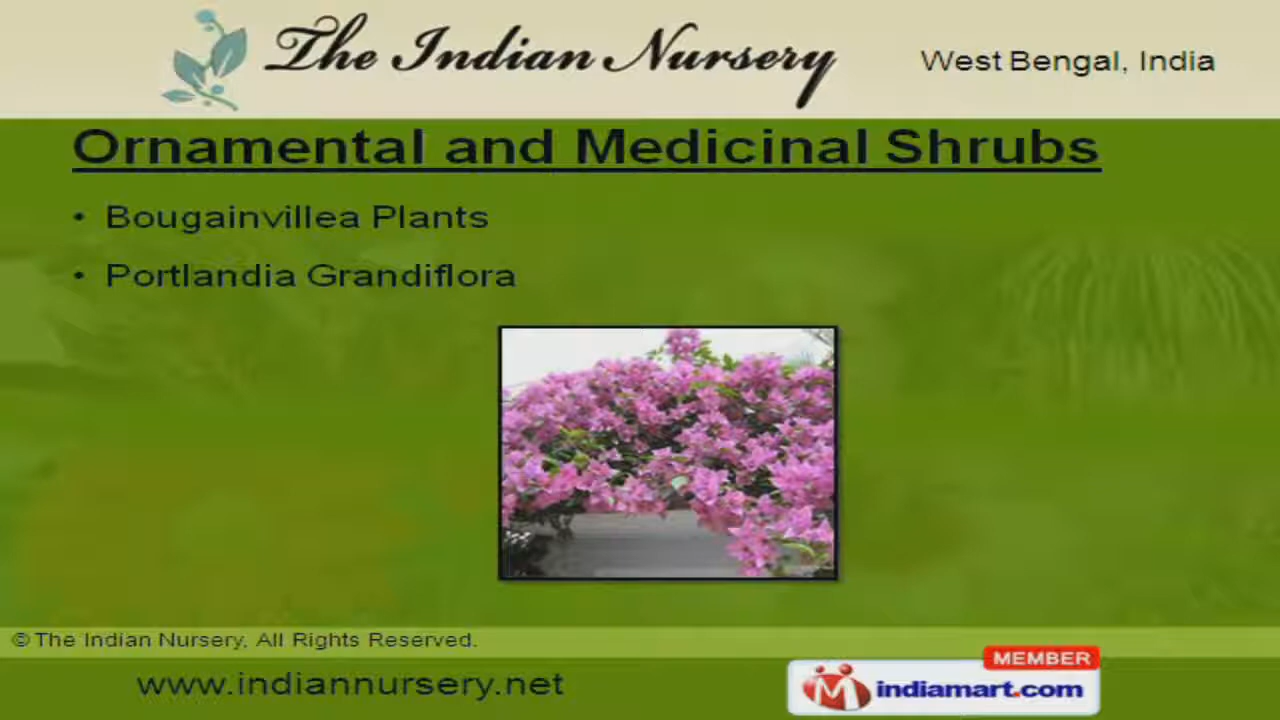 The Indian Nursery
West Bengal, India
Ornamental and Medicinal Shrubs
• Bougainvillea Plants
• Portlandia Grandiflora
© The Indian Nursery, All Rights Reserved.
www.indiannursery.net
MEMBER
indiamart.com